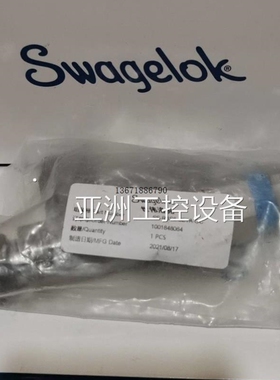 Swagelok®
13671886790
亚洲工控设备
1001848064
数量/Quantity
1 PCS
制造日期/MFG Date
2021/08/17